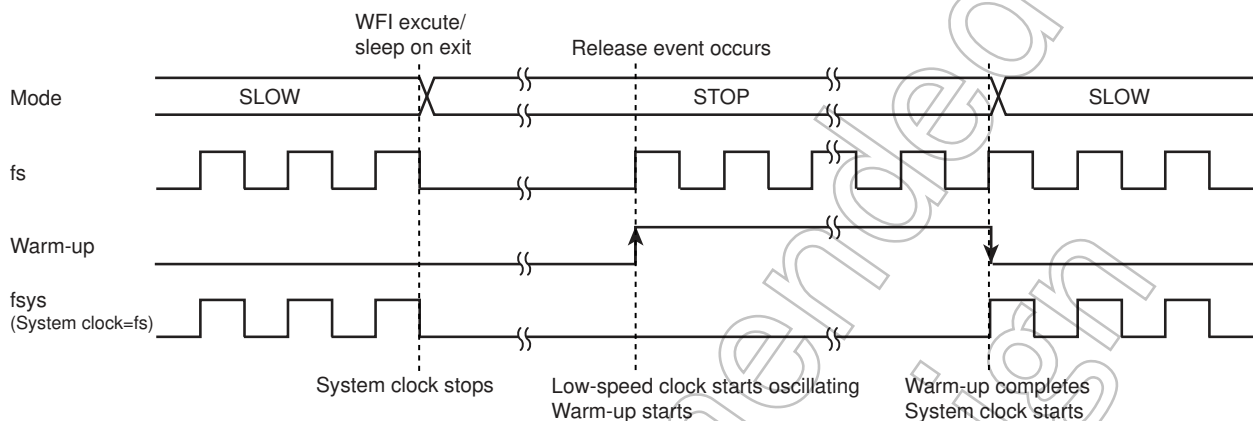 WFI excute/
sleep on exit
Release event occurs
Mode
SLOW
STOP
SLOW
fs
Warm-up
fsys
(System clock=fs)
System clock stops
Low-speed clock starts oscillating
Warm-up starts
Warm-up completes
System clock starts